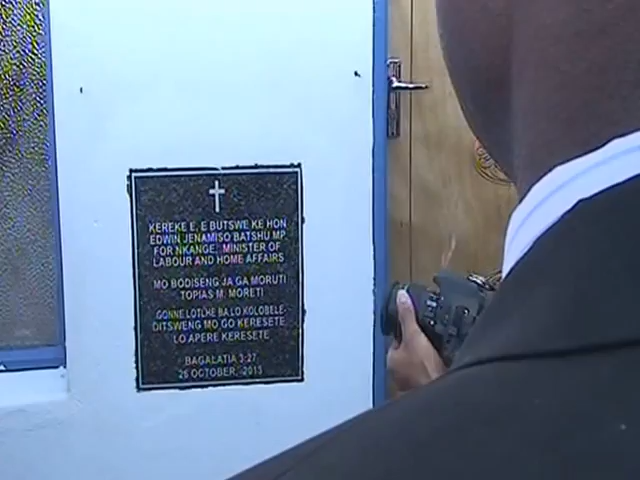 KEREKE E, E BUTSWE KE HON
EDWIN JENAMISO BATSHU MP
FOR NKANGE, MINISTER OF
LABOUR AND HOME AFFAIRS
MO BODISENG JA GA MORUTI
TOPIAS M. MORETI
GONNE LOTLHE BA LO KOLOBELE-
DITSWENG MO GO KERESETE
LO APERE KERESETE
BAGALATIA 3:27
25 OCTOBER, 2013